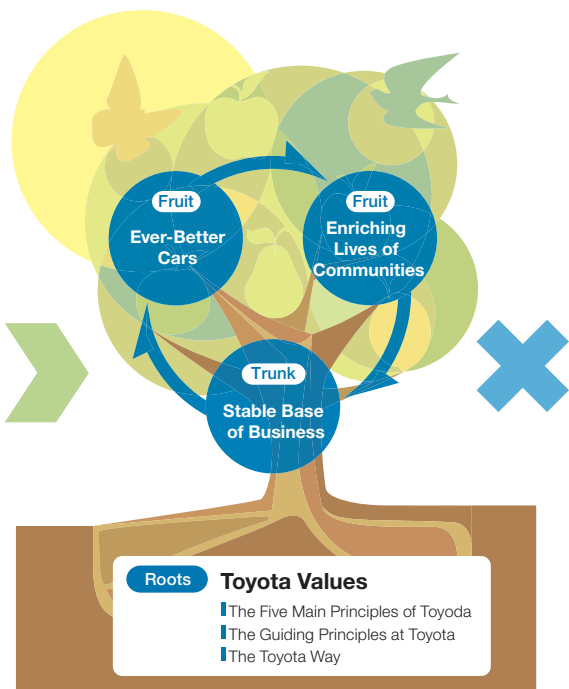 Fruit
Ever-Better
Cars
Fruit
Enriching
Lives of
Communities
Trunk
Stable Base
of Business
Roots Toyota Values
The Five Main Principles of Toyoda
The Guiding Principles at Toyota
The Toyota Way